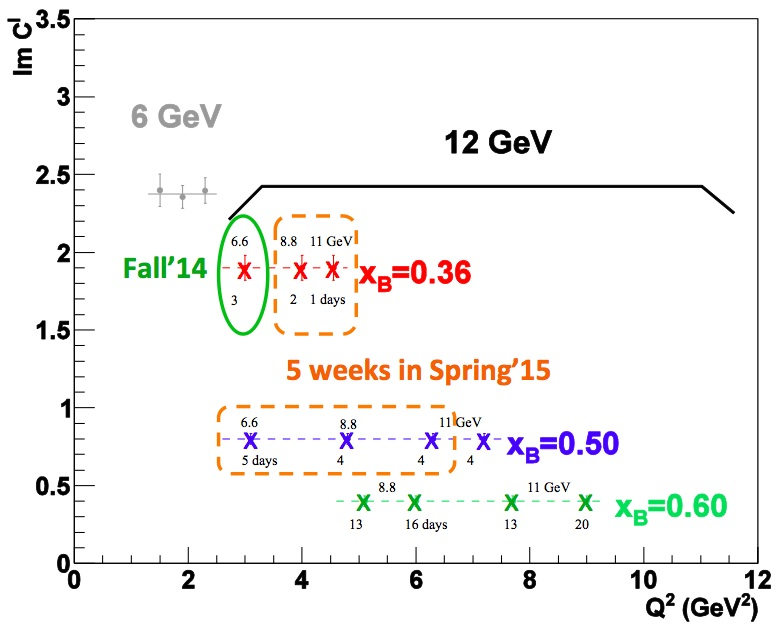 Im C^I
3.5
3
2.5
2
1.5
1
0.5
0
6 GeV
12 GeV
Fall'14
6.6
8.8 11 GeV
3
2 1 days
x_B=0.36
5 weeks in Spring'15
6.6 8.8 11 GeV
5 days 4 4 4
x_B=0.50
8.8 11 GeV
13 16 days 13 20
x_B=0.60
0 2 4 6 8 10 12
Q² (GeV²)